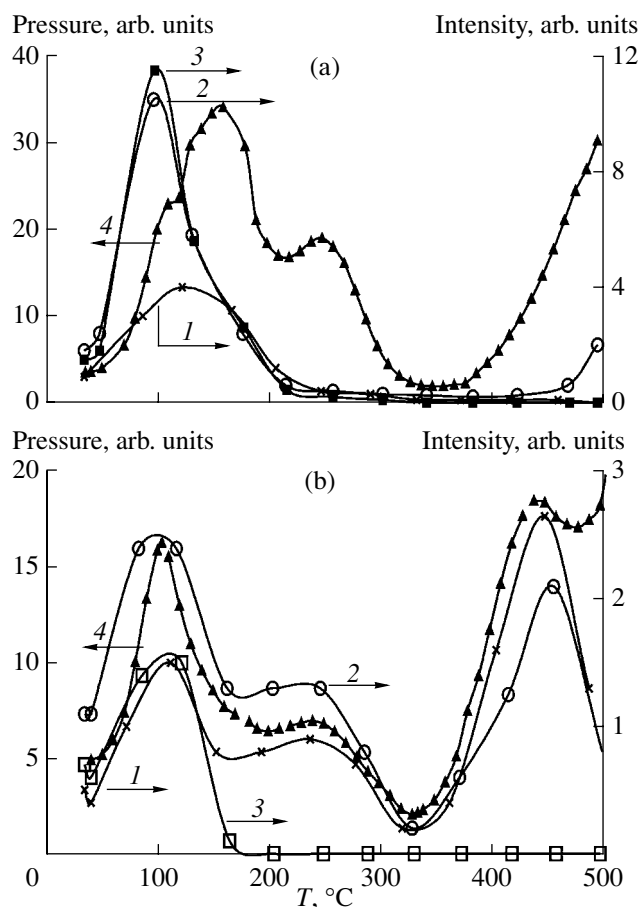 Pressure, arb. units Intensity, arb. units
40 3 (a) 12
2
30
8
20
4
4
10 1
0 0
Pressure, arb. units Intensity, arb. units
20 (b) 3
15
2
4
10 2
1
5
1 3
0 100 200 300 400 500
T, °C